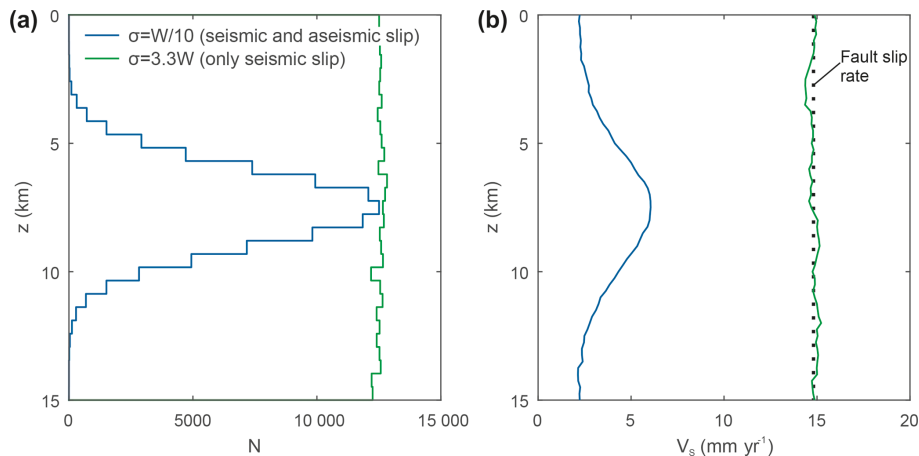 (a)
0
σ=W/10 (seismic and aseismic slip)
σ=3.3W (only seismic slip)
5
z (km)
10
15
0
5000
10 000
15 000
N
(b)
0
Fault slip
rate
5
z (km)
10
15
0
5
10
15
20
Vs (mm yr-1)